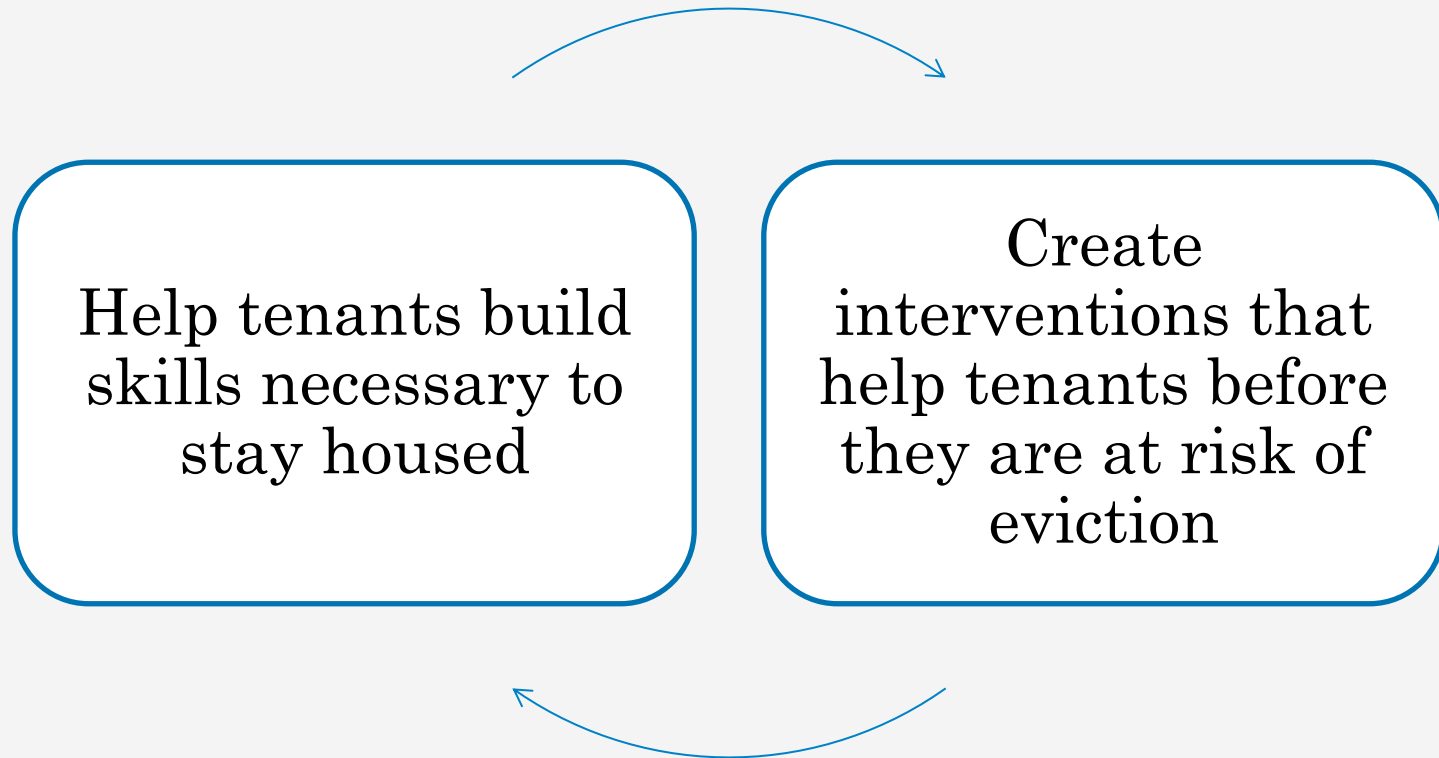 Help tenants build
skills necessary to
stay housed
Create
interventions that
help tenants before
they are at risk of
eviction